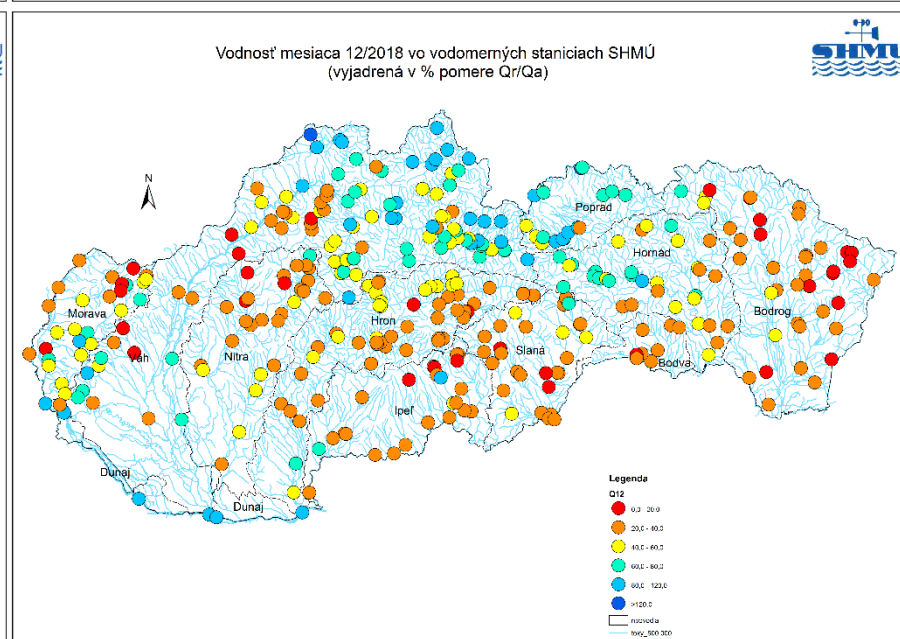 Vodnosť mesiaca 12/2018 vo vodomerných staniciach SHMÚ
(vyjadrená v % pomere Qr/Qa)
SHMÚ
N
Poprad
Hornád
Morava
Bodrog
Hron
Slaná
Váh
Nitra
Bodva
Ipeľ
Dunaj
Dunaj
Legenda
Q12
0,0 - 20,0
20,0 - 40,0
40,0 - 60,0
60,0 - 80,0
80,0 - 120,0
>120,0